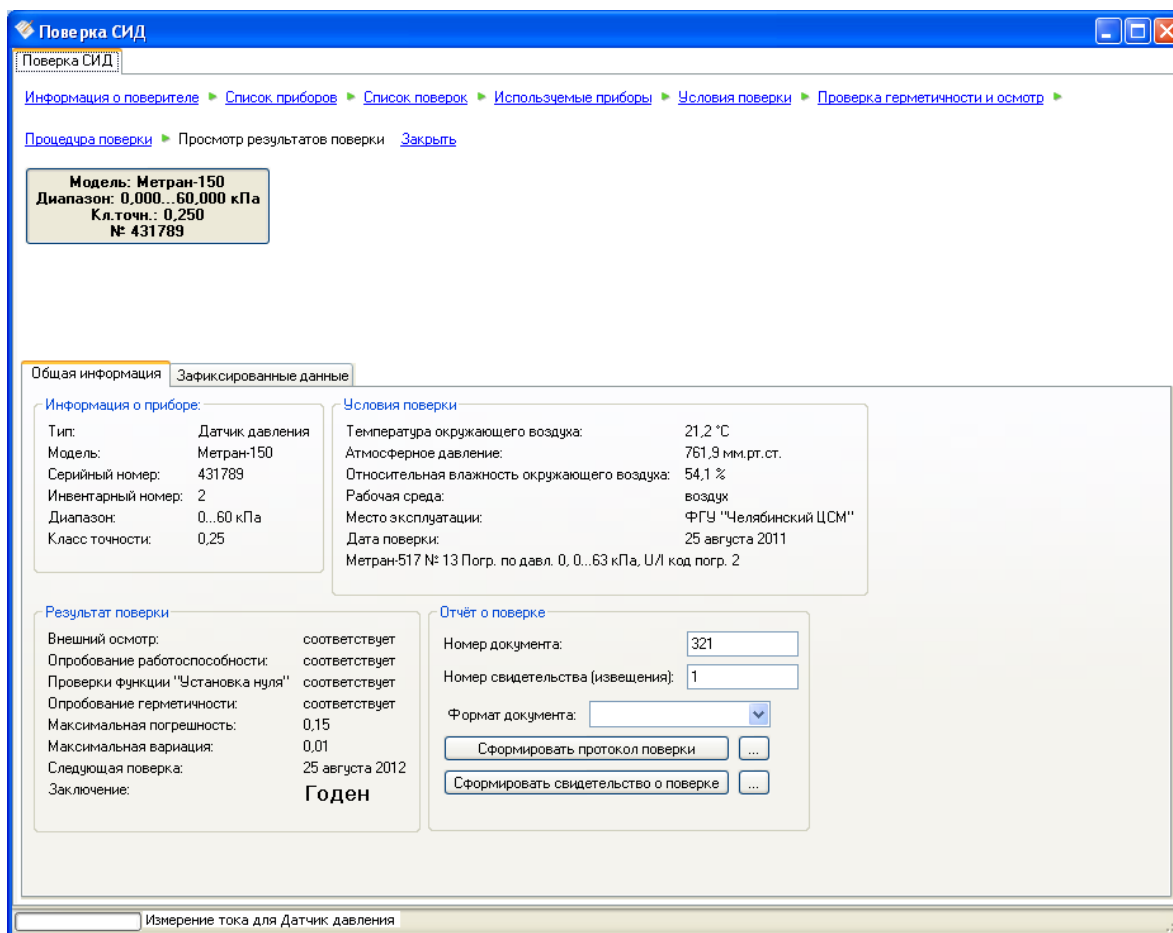 Поверка СИД
Поверка СИД
Информация о поверителе Список приборов Список поверок Используемые приборы Условия поверки Проверка герметичности и осмотр
Процедура поверки Просмотр результатов поверки Закрыть
Модель: Метран-150
Диапазон: 0,000...60,000 кПа
Кл.точн.: 0,250
№ 431789
Общая информация Зафиксированные данные
Информация о приборе:
Тип: Датчик давления
Модель: Метран-150
Серийный номер: 431789
Инвентарный номер: 2
Диапазон: 0...60 кПа
Класс точности: 0,25
Условия поверки
Температура окружающего воздуха: 21,2 °C
Атмосферное давление: 761,9 мм.рт.ст.
Относительная влажность окружающего воздуха: 54,1 %
Рабочая среда: воздух
Место эксплуатации: ФГУ "Челябинский ЦСМ"
Дата поверки: 25 августа 2011
Метран-517 № 13 Погр. по давл. 0, 0...63 кПа, U/I код погр. 2
Результат поверки
Внешний осмотр: соответствует
Опробование работоспособности: соответствует
Проверки функции "Установка нуля" соответствует
Опробование герметичности: соответствует
Максимальная погрешность: 0,15
Максимальная вариация: 0,01
Следующая поверка: 25 августа 2012
Заключение: Годен
Отчёт о поверке
Номер документа: 321
Номер свидетельства (извещения): 1
Формат документа:
Сформировать протокол поверки ...
Сформировать свидетельство о поверке ...
Измерение тока для Датчик давления